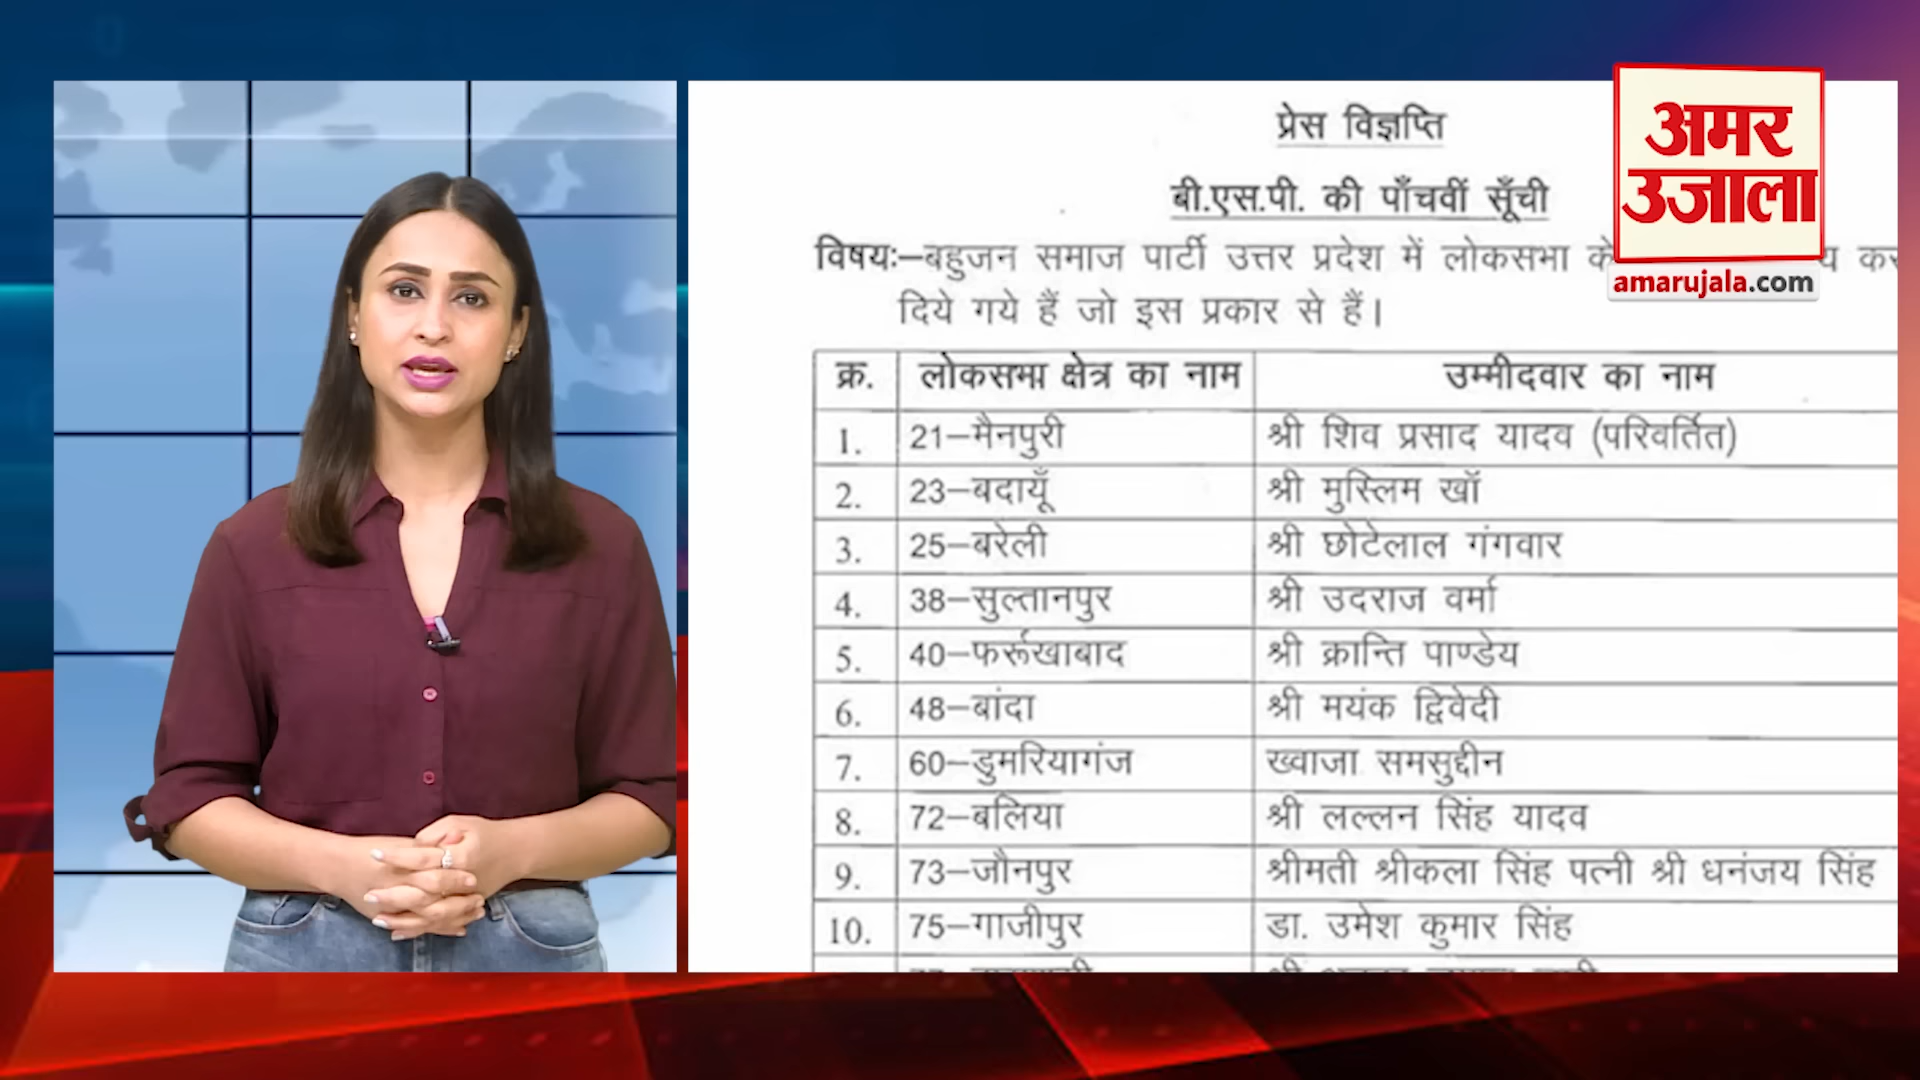 प्रेस विज्ञप्ति
बी.एस.पी. की पाँचवीं सूँची
विषयः–बहुजन समाज पार्टी उत्तर प्रदेश में लोकसभा के
दिये गये हैं जो इस प्रकार से हैं।
क्र. लोकसभा क्षेत्र का नाम उम्मीदवार का नाम
1. 21–मैनपुरी श्री शिव प्रसाद यादव (परिवर्तित)
2. 23–बदायूँ श्री मुस्लिम खॉ
3. 25–बरेली श्री छोटेलाल गंगवार
4. 38–सुल्तानपुर श्री उदराज वर्मा
5. 40–फर्रूखाबाद श्री क्रान्ति पाण्डेय
6. 48–बांदा श्री मयंक द्विवेदी
7. 60–डुमरियागंज ख्वाजा समसुद्दीन
8. 72–बलिया श्री लल्लन सिंह यादव
9. 73–जौनपुर श्रीमती श्रीकला सिंह पत्नी श्री धनंजय सिंह
10. 75–गाजीपुर डा. उमेश कुमार सिंह
अमर
उजाला
amarujala.com